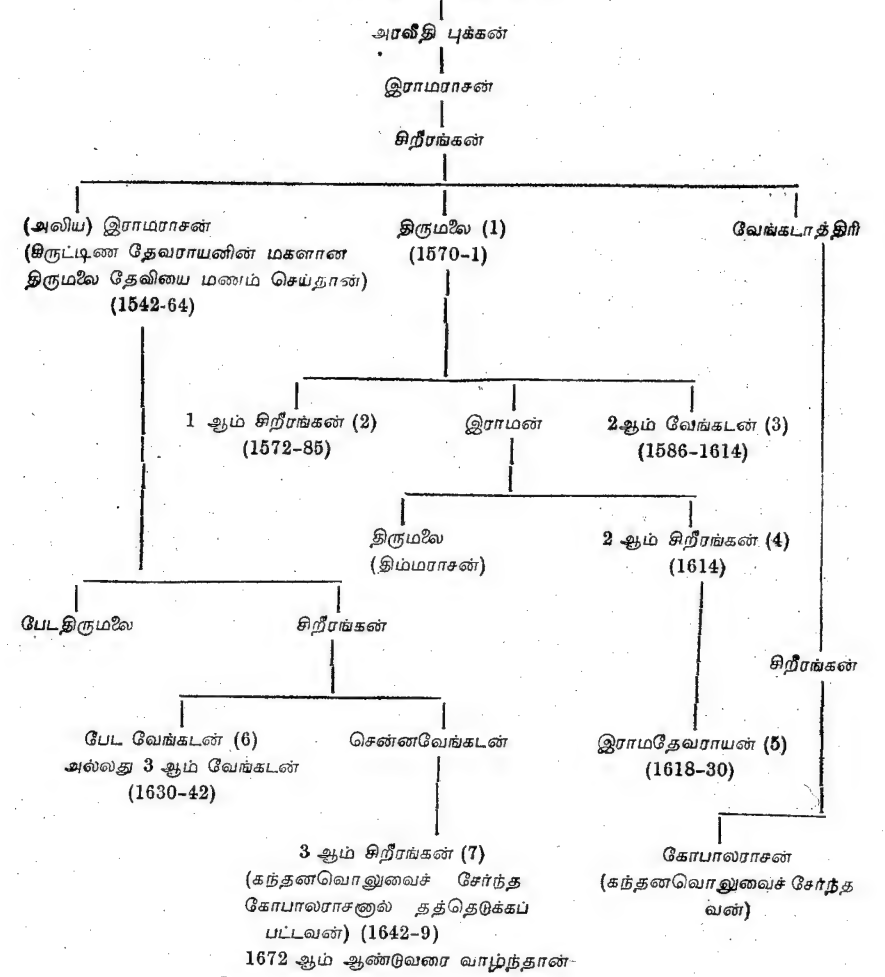 அரவீதி புக்கன்
இராமராசன்
சிறீரங்கன்
(அலிய) இராமராசன்
(கிருட்டிண தேவராயனின் மகளான
திருமலை தேவியை மணம் செய்தான்)
(1542-64)
திருமலை (1)
(1570-1)
வேங்கடாத்திரி
1 ஆம் சிறீரங்கன் (2)
(1572-85)
இராமன்
2ஆம் வேங்கடன் (3)
(1586-1614)
திருமலை
(திம்மராசன்)
2 ஆம் சிறீரங்கன் (4)
(1614)
பேடதிருமலை
சிறீரங்கன்
சிறீரங்கன்
பேட வேங்கடன் (6)
அல்லது 3 ஆம் வேங்கடன்
(1630-42)
சென்னவேங்கடன்
இராமதேவராயன் (5)
(1618-30)
3 ஆம் சிறீரங்கன் (7)
(கந்தனவொலுவைச் சேர்ந்த
கோபாலராசனால் தத்தெடுக்கப்
பட்டவன்) (1642-9)
1672 ஆம் ஆண்டுவரை வாழ்ந்தான்
கோபாலராசன்
(கந்தனவொலுவைச் சேர்ந்த
வன்)